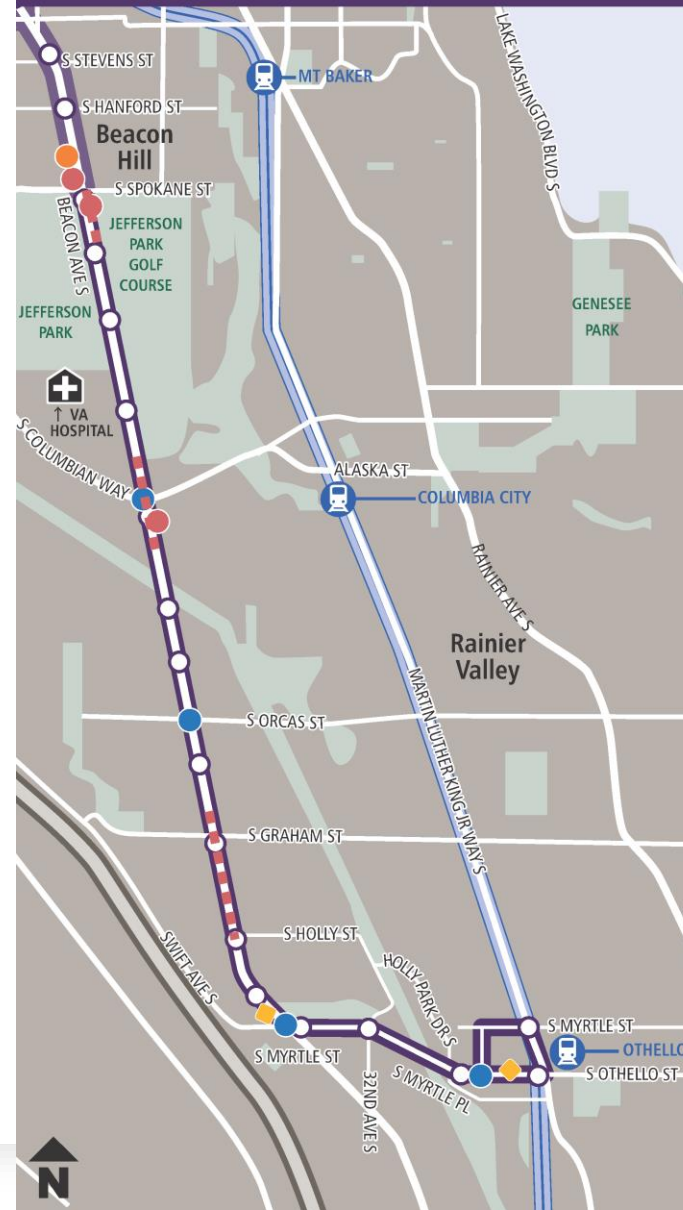 S STEVENS ST
LAKE WASHINGTON BLVD S
MT BAKER
S HANFORD ST
Beacon
Hill
S SPOKANE ST
BEACON AVE S
JEFFERSON
PARK
GOLF
COURSE
JEFFERSON
PARK
GENESEE
PARK
↑ VA
HOSPITAL
S COLUMBIAN WAY
ALASKA ST
COLUMBIA CITY
RAINIER AVE S
Rainier
Valley
MARTIN LUTHER KING JR WAY S
S ORCAS ST
S GRAHAM ST
S HOLLY ST
SWIFT AVE S
HOLLY PARK DR S
S MYRTLE ST
S MYRTLE ST
OTHELLO
S OTHELLO ST
S MYRTLE PL
32ND AVE S
N